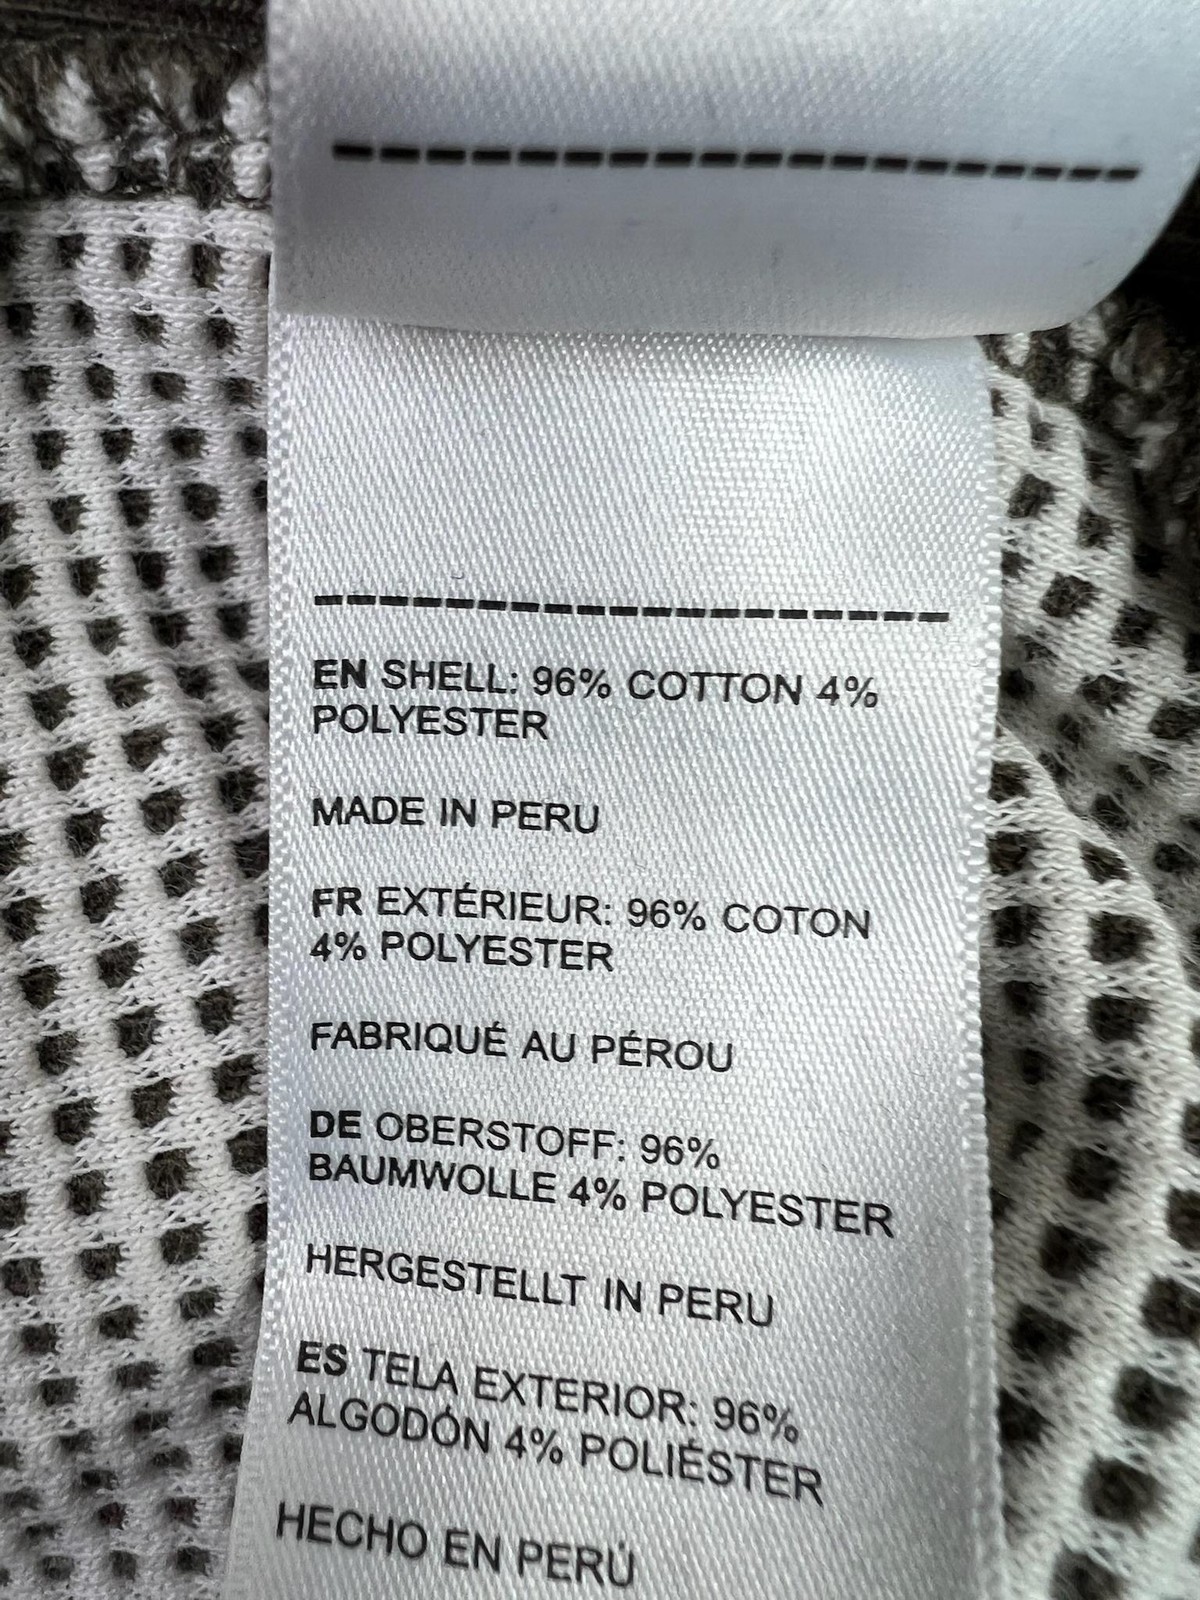 EN SHELL: 96% COTTON 4%
POLYESTER
MADE IN PERU
FR EXTÉRIEUR: 96% COTON
4% POLYESTER
FABRIQUÉ AU PÉROU
DE OBERSTOFF: 96%
BAUMWOLLE 4% POLYESTER
HERGESTELLT IN PERU
ES TELA EXTERIOR: 96%
ALGODÓN 4% POLIÉSTER
HECHO EN PERÚ